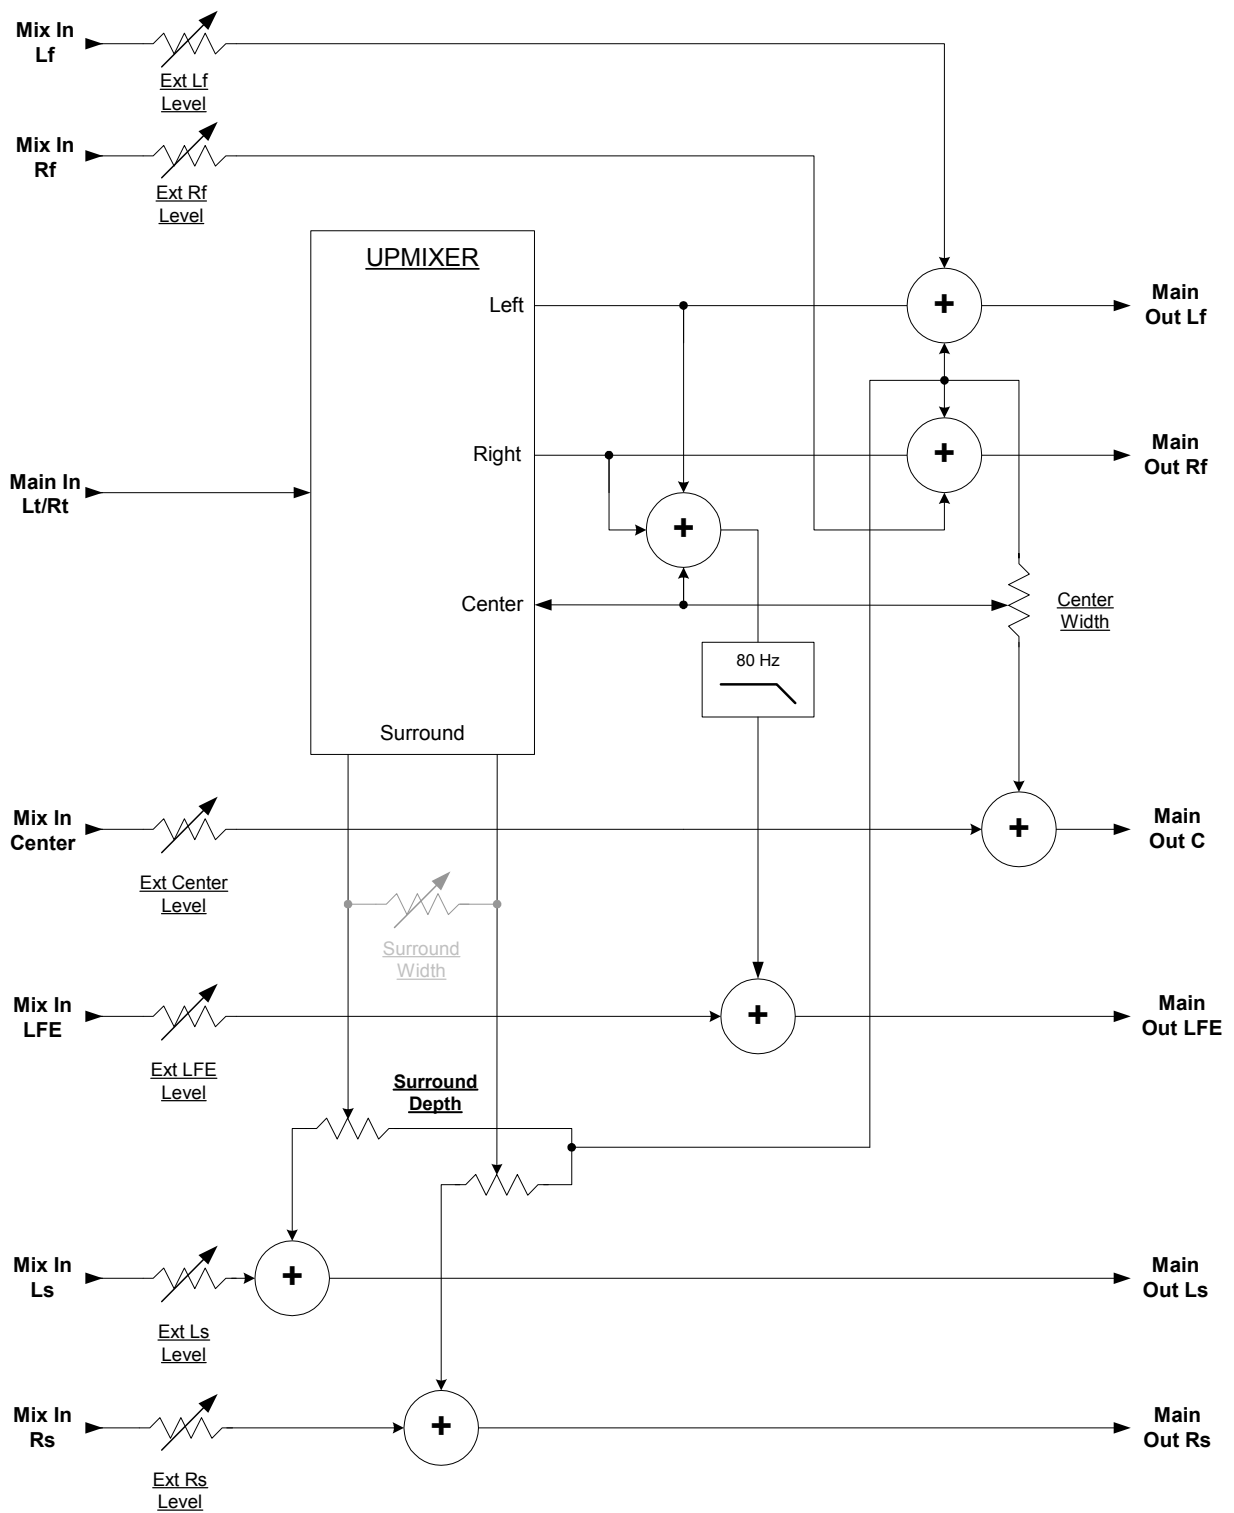 Mix In
Lf
Ext Lf
Level
Mix In
Rf
Ext Rf
Level
UPMIXER
Left
+
Main
Out Lf
Right
+
Main
Out Rf
Main In
Lt/Rt
+
Center
Center
Width
80 Hz
Surround
Mix In
Center
+
Main
Out C
Ext Center
Level
Surround
Width
Mix In
LFE
+
Main
Out LFE
Ext LFE
Level
Surround
Depth
Mix In
Ls
+
Main
Out Ls
Ext Ls
Level
Mix In
Rs
+
Main
Out Rs
Ext Rs
Level